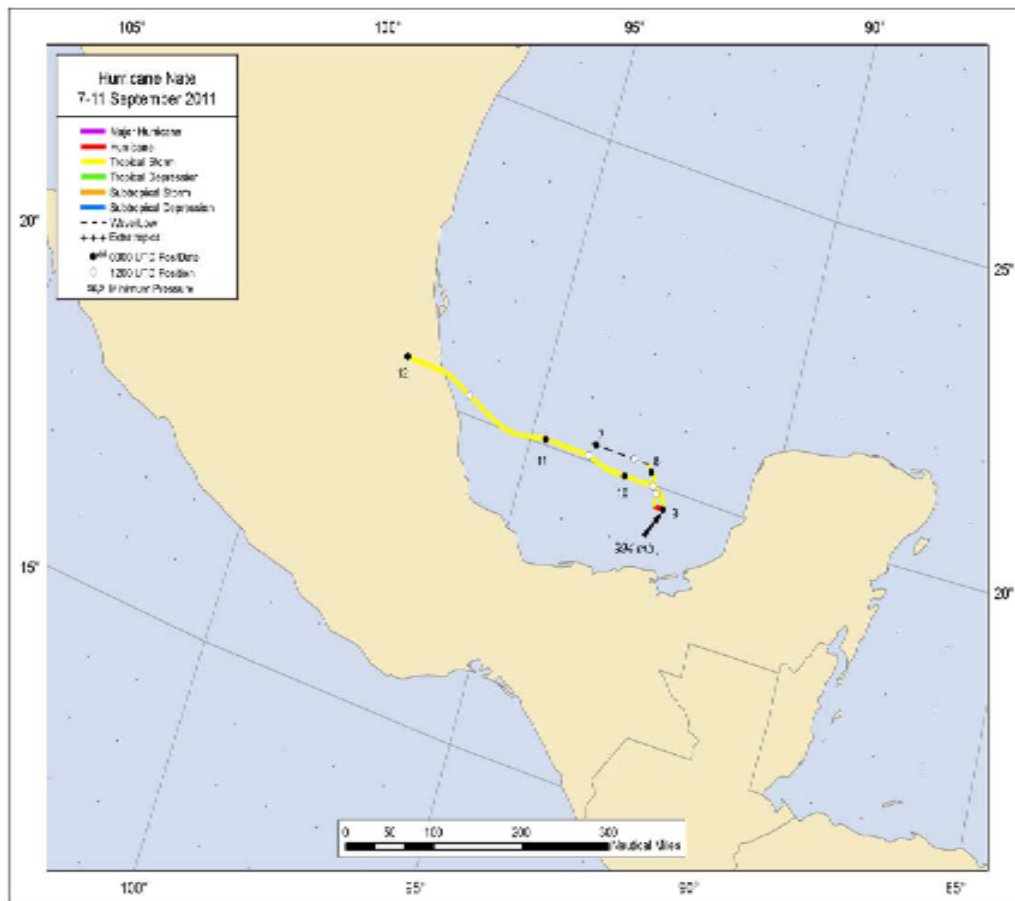 105°
100°
95°
90°
Hurricane Nate
7-11 September 2011
Major Hurricane
Hurricane
Tropical Storm
Tropical Depression
Subtropical Storm
Subtropical Depression
Wave/Low
Extratropical
0000 UTC Pos/Date
1200 UTC Position
Minimum Pressure
20°
25°
12
7
11
8
10
9
994 mb
15°
20°
0 50 100 200 300
Nautical Miles
100°
95°
90°
85°